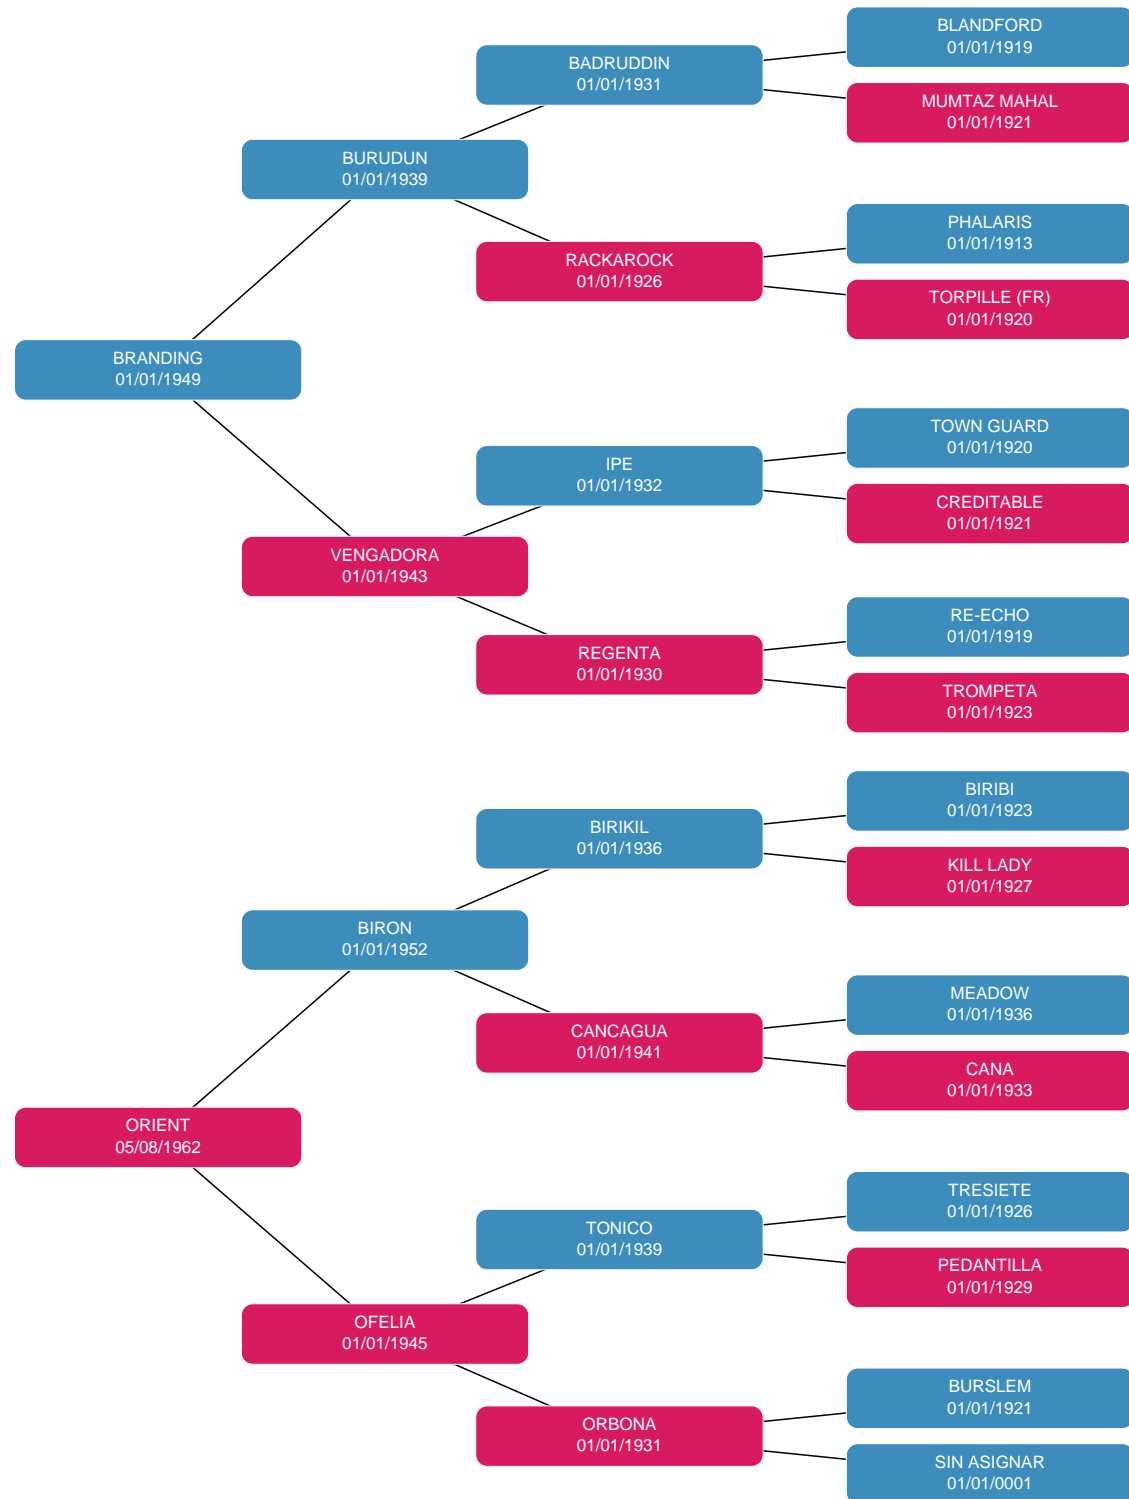 BLANDFORD
01/01/1919
BADRUDDIN
01/01/1931
MUMTAZ MAHAL
01/01/1921
BURUDUN
01/01/1939
PHALARIS
01/01/1913
RACKAROCK
01/01/1926
TORPILLE (FR)
01/01/1920
BRANDING
01/01/1949
TOWN GUARD
01/01/1920
IPE
01/01/1932
CREDITABLE
01/01/1921
VENGADORA
01/01/1943
RE-ECHO
01/01/1919
REGENTA
01/01/1930
TROMPETA
01/01/1923
BIRIBI
01/01/1923
BIRIKIL
01/01/1936
KILL LADY
01/01/1927
BIRON
01/01/1952
MEADOW
01/01/1936
CANCAGUA
01/01/1941
CANA
01/01/1933
ORIENT
05/08/1962
TRESIETE
01/01/1926
TONICO
01/01/1939
PEDANTILLA
01/01/1929
OFELIA
01/01/1945
BURSLEM
01/01/1921
ORBONA
01/01/1931
SIN ASIGNAR
01/01/0001